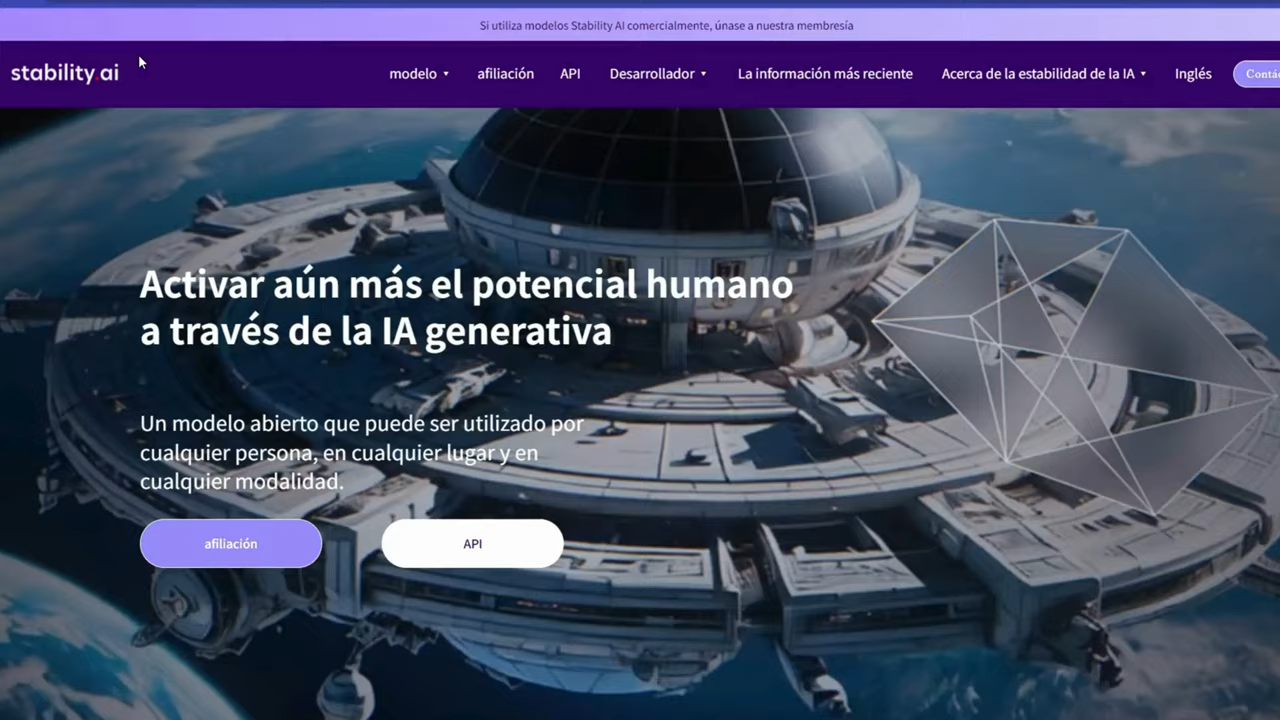 Si utiliza modelos Stability AI comercialmente, únase a nuestra membresía
stability.ai
modelo
afiliación
API
Desarrollador
La información más reciente
Acerca de la estabilidad de la IA
Inglés
Activar aún más el potencial humano
a través de la IA generativa
Un modelo abierto que puede ser utilizado por
cualquier persona, en cualquier lugar y en
cualquier modalidad.
afiliación
API